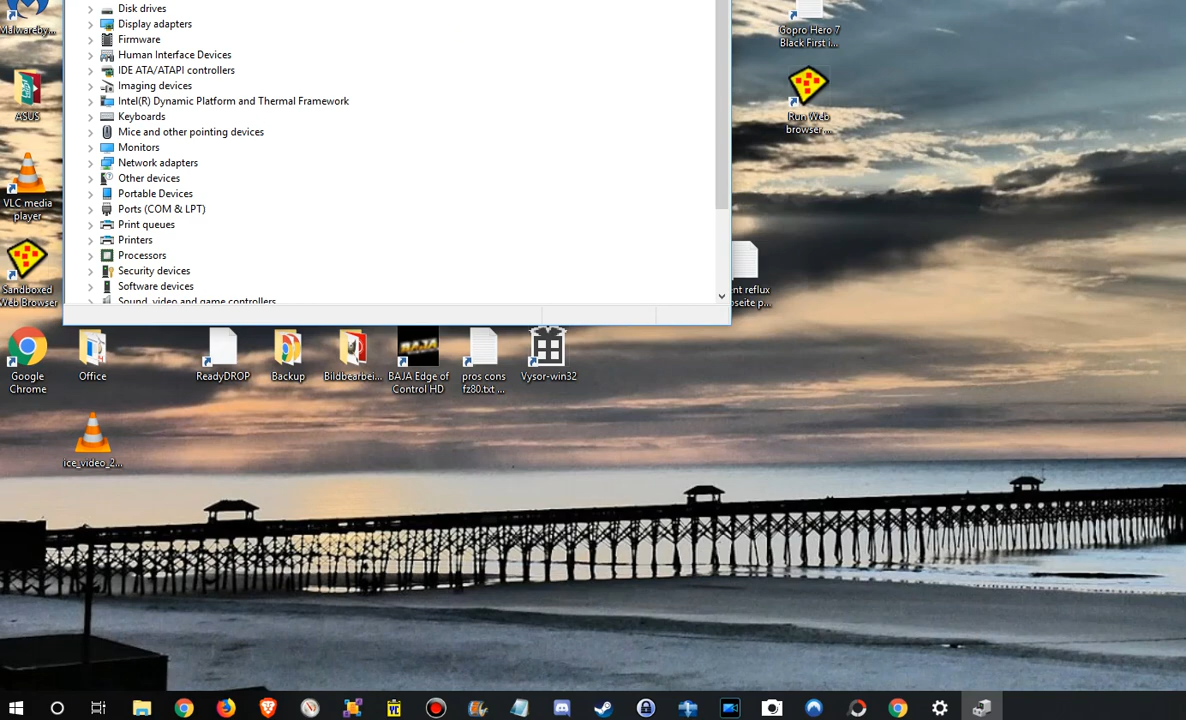 Disk drives
Display adapters
Firmware
Human Interface Devices
IDE ATA/ATAPI controllers
Imaging devices
Intel(R) Dynamic Platform and Thermal Framework
Keyboards
Mice and other pointing devices
Monitors
Network adapters
Other devices
Portable Devices
Ports (COM & LPT)
Print queues
Printers
Processors
Security devices
Software devices
Sound, video and game controllers
Malwareby...
ASUS
VLC media
player
Sandboxed
Web Browser
Google
Chrome
Office
ReadyDROP
Backup
Bildbearbei...
BAJA Edge of
Control HD
pros cons
fz80.txt ...
Vysor-win32
ice_video_2...
Gopro Hero 7
Black First i...
Run Web
browser...
ent reflux
oseite p...
BAJA